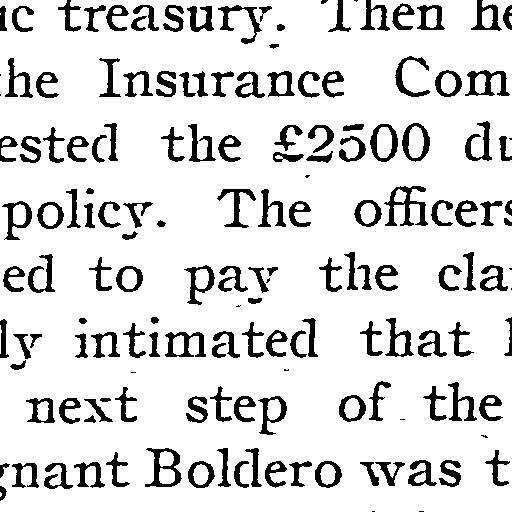 ic treasury. Then he
the Insurance Com
ested the £2500 du
policy. The officers
ed to pay the cla
ly intimated that
next step of the
gnant Boldero was t